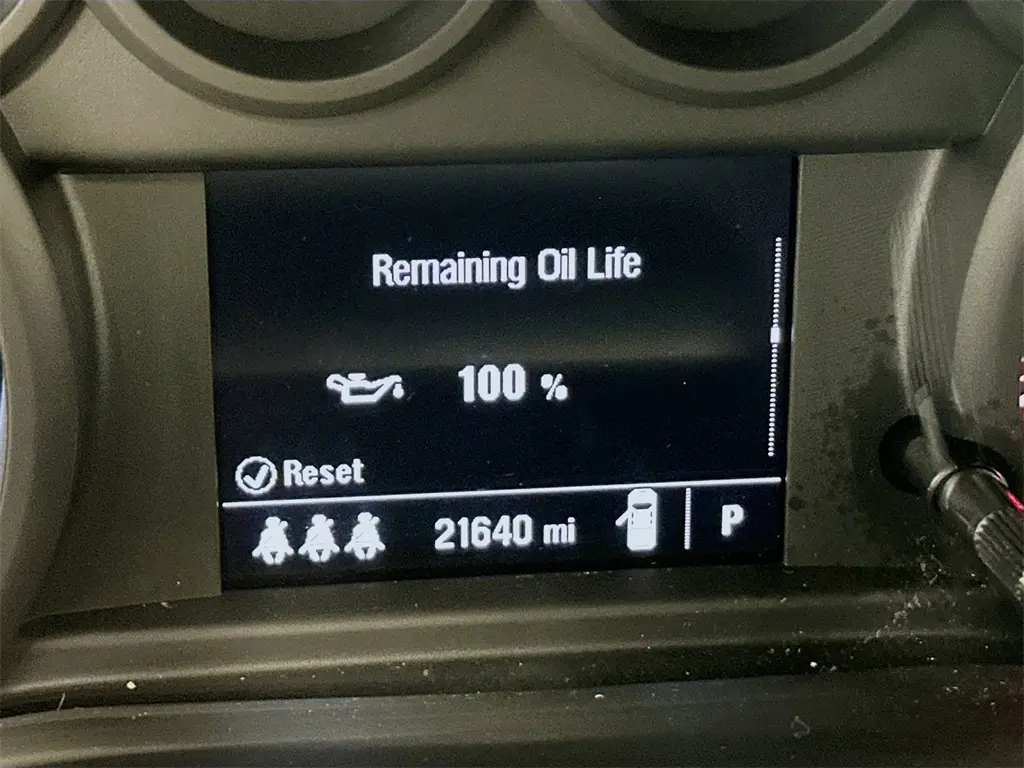 Remaining Oil Life
100 %
Reset
21640 mi
P